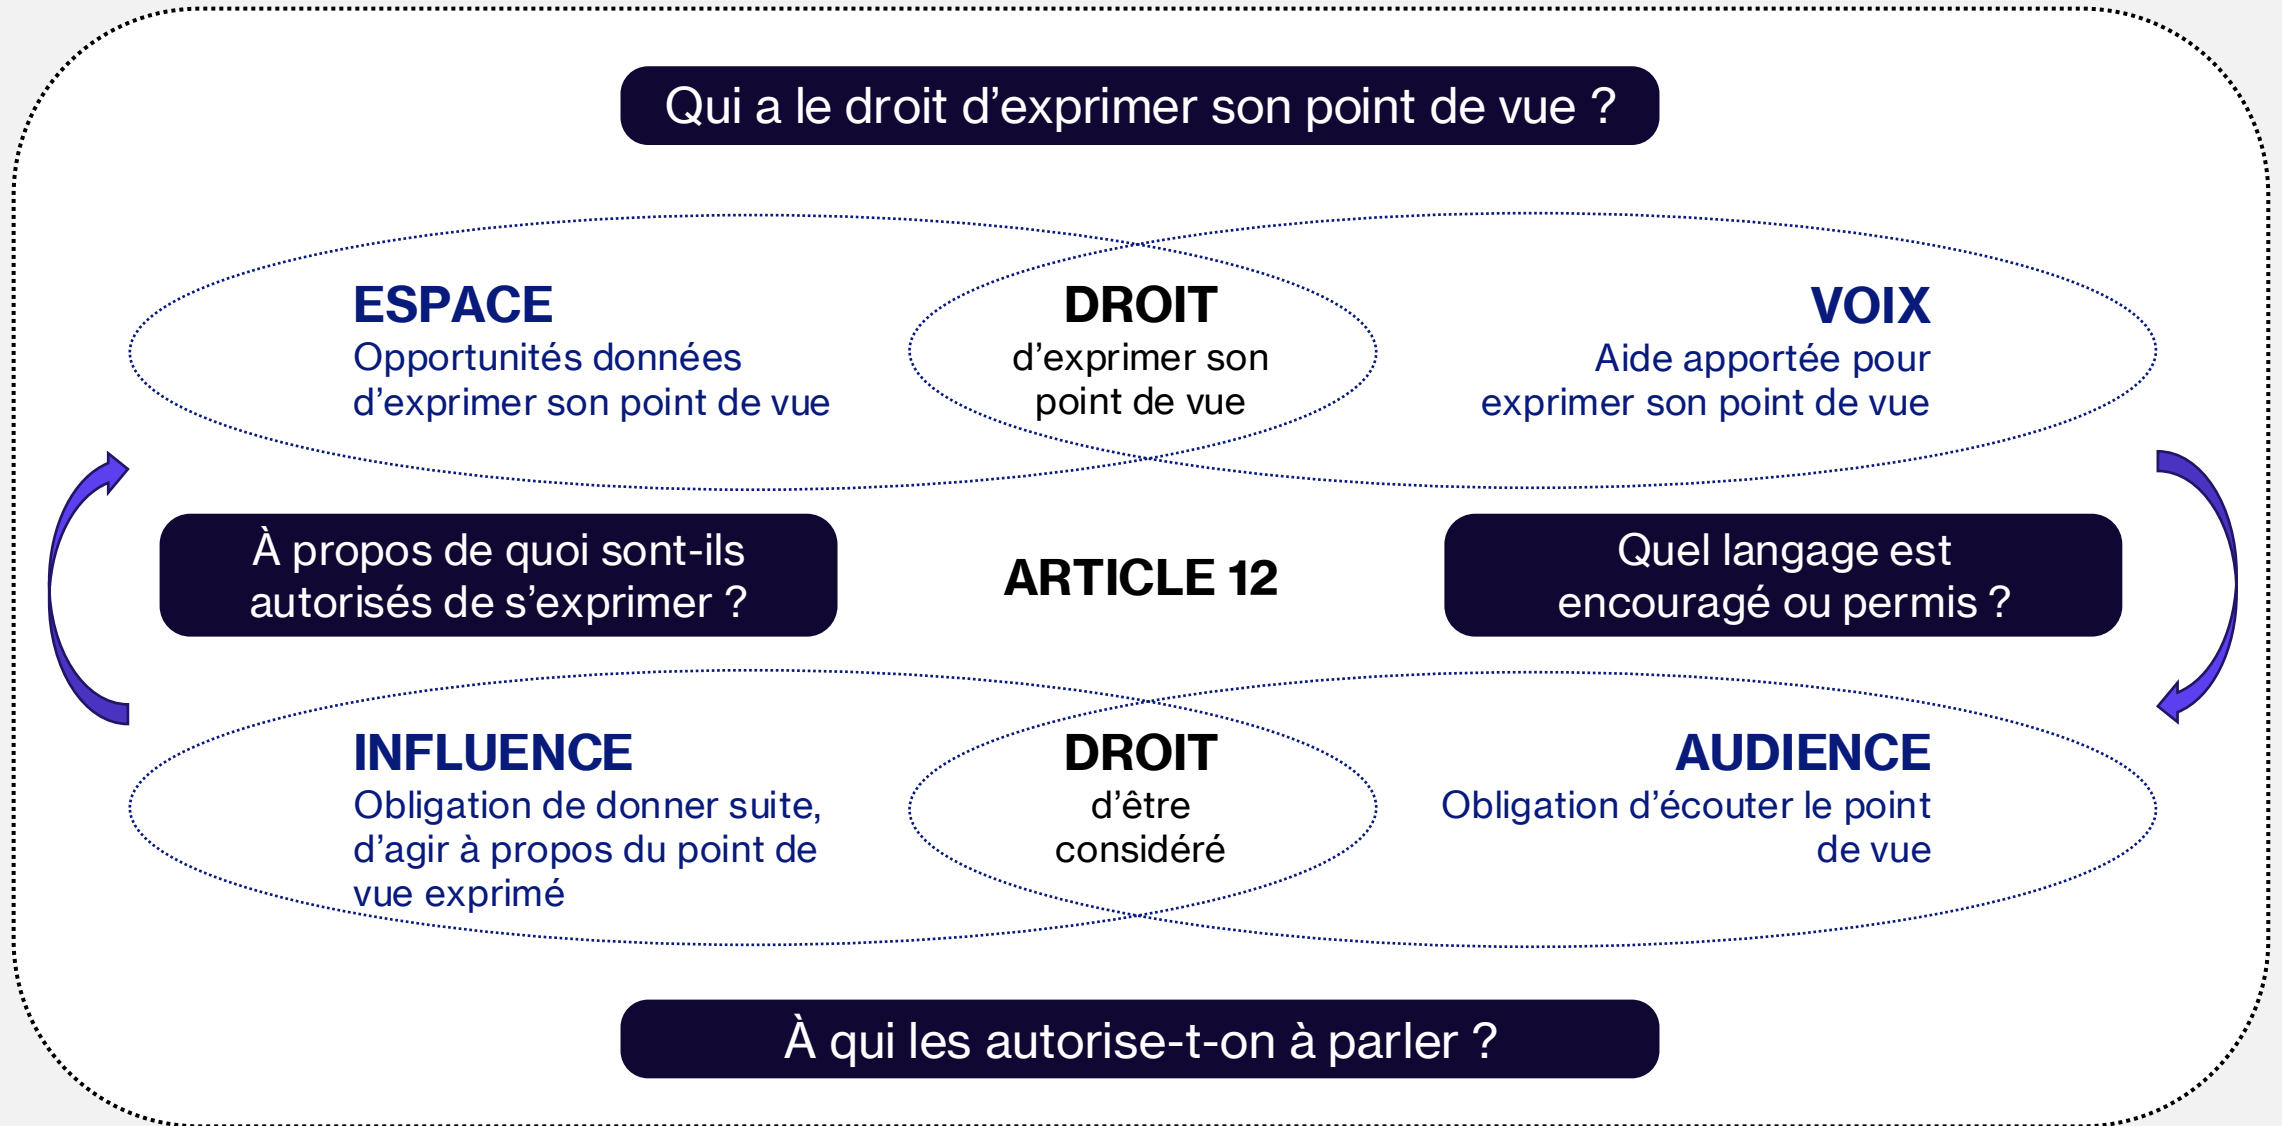 Qui a le droit d’exprimer son point de vue ?
ESPACE
Opportunités données
d’exprimer son point de vue
DROIT
d’exprimer son
point de vue
VOIX
Aide apportée pour
exprimer son point de vue
À propos de quoi sont-ils
autorisés de s’exprimer ?
ARTICLE 12
Quel langage est
encouragé ou permis ?
INFLUENCE
Obligation de donner suite,
d’agir à propos du point de
vue exprimé
DROIT
d’être
considéré
AUDIENCE
Obligation d’écouter le point
de vue
À qui les autorise-t-on à parler ?